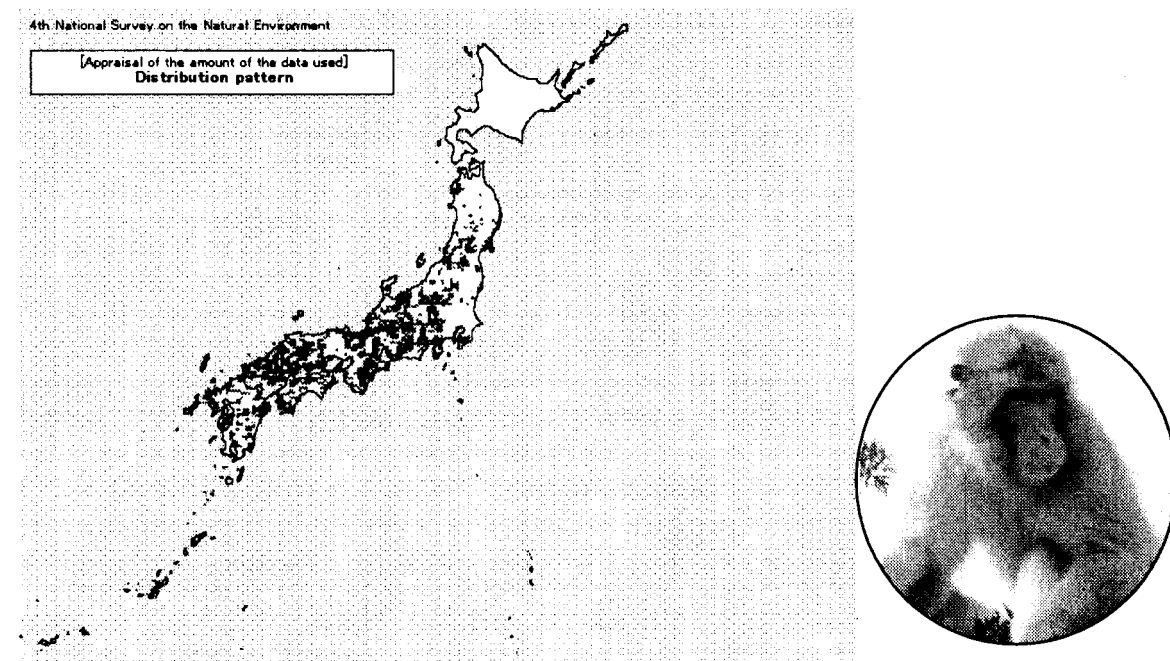 4th National Survey on the Natural Environment
[Appraisal of the amount of the data used]
Distribution pattern